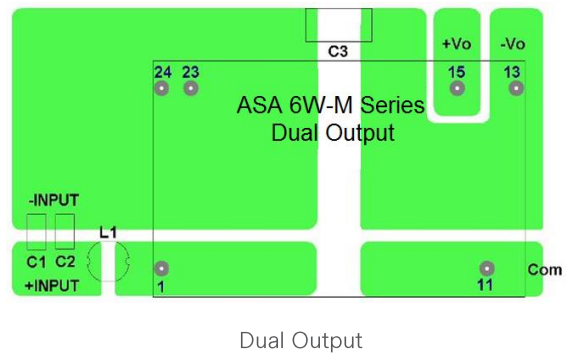 C3
+Vo
-Vo
24
23
15
13
ASA 6W-M Series
Dual Output
-INPUT
L1
C1
C2
+INPUT
1
11
Com
Dual Output